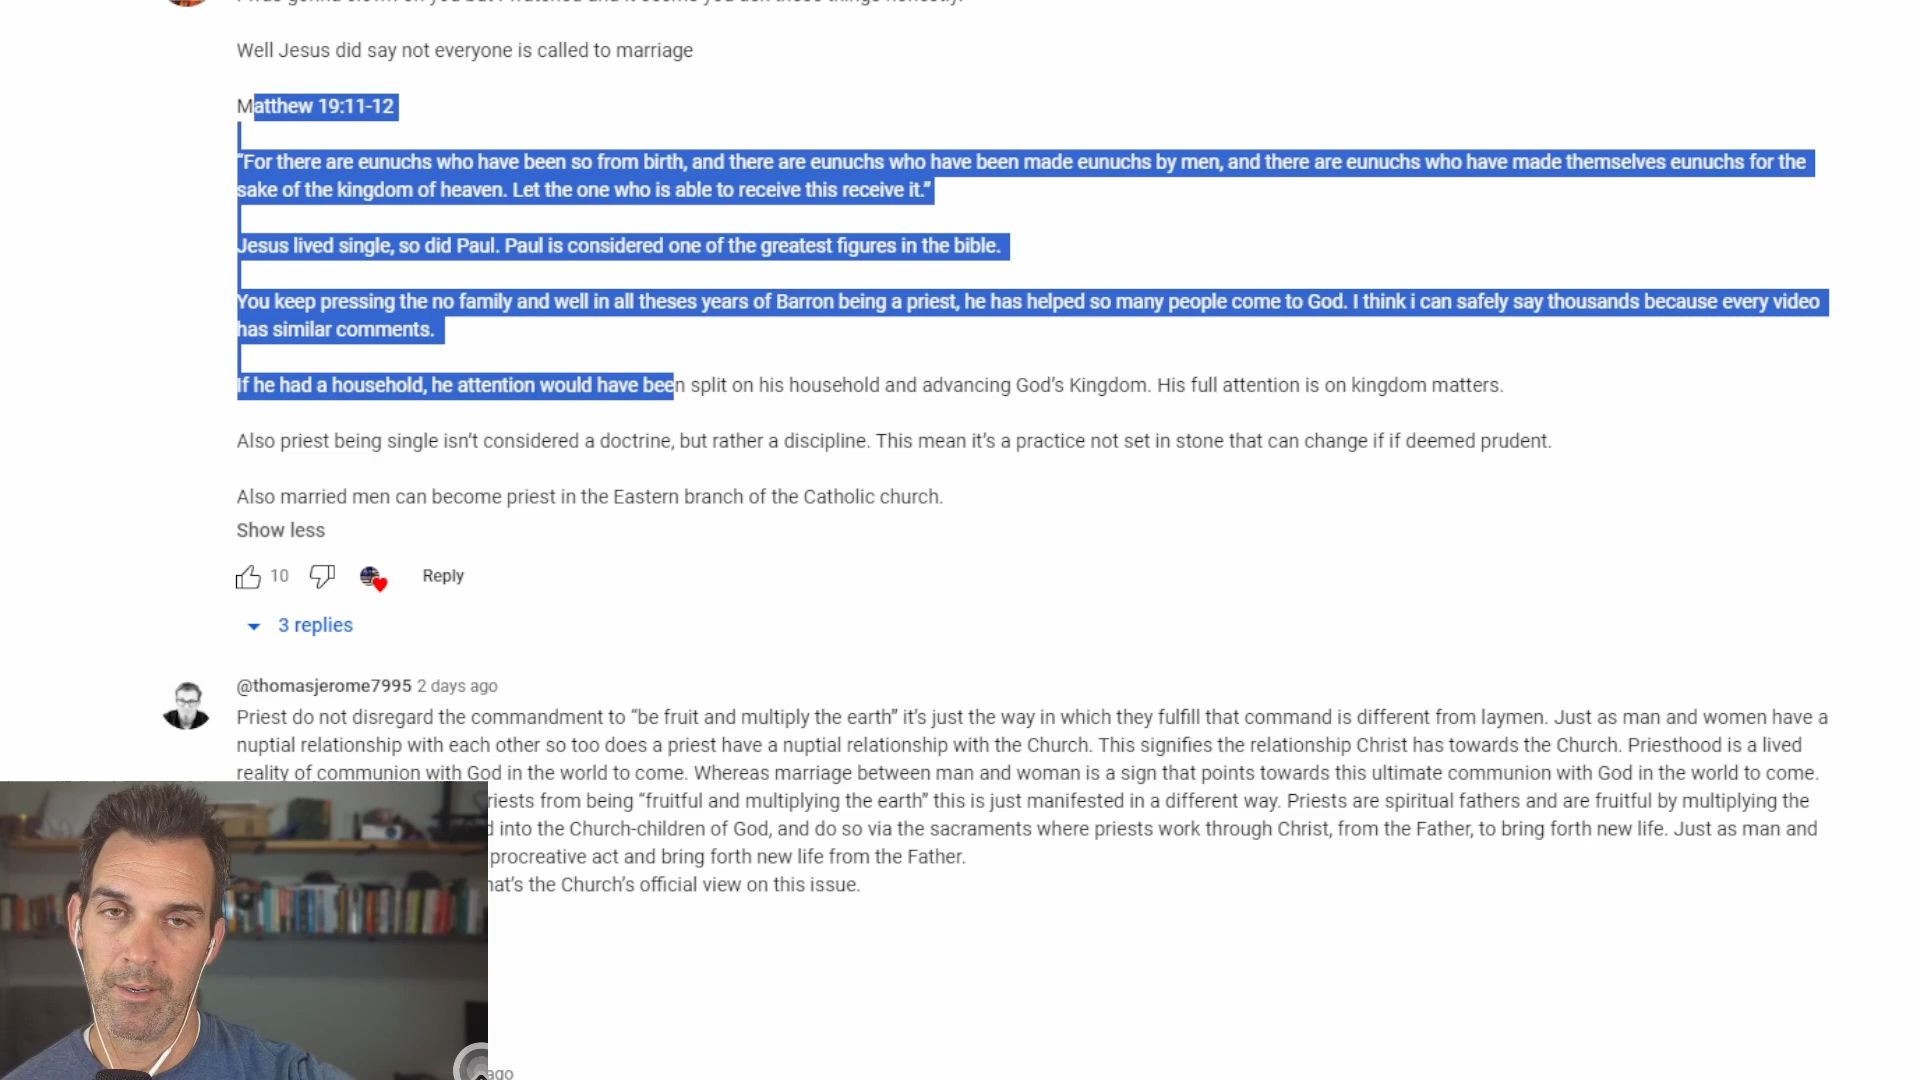 Well Jesus did say not everyone is called to marriage
Matthew 19:11-12
“For there are eunuchs who have been so from birth, and there are eunuchs who have been made eunuchs by men, and there are eunuchs who have made themselves eunuchs for the
sake of the kingdom of heaven. Let the one who is able to receive this receive it.”
Jesus lived single, so did Paul. Paul is considered one of the greatest figures in the bible.
You keep pressing the no family and well in all theses years of Barron being a priest, he has helped so many people come to God. I think i can safely say thousands because every video
has similar comments.
If he had a household, he attention would have been split on his household and advancing God’s Kingdom. His full attention is on kingdom matters.
Also priest being single isn’t considered a doctrine, but rather a discipline. This mean it’s a practice not set in stone that can change if if deemed prudent.
Also married men can become priest in the Eastern branch of the Catholic church.
Show less
10 Reply
3 replies
@thomasjerome7995 2 days ago
Priest do not disregard the commandment to “be fruit and multiply the earth” it’s just the way in which they fulfill that command is different from laymen. Just as man and women have a
nuptial relationship with each other so too does a priest have a nuptial relationship with the Church. This signifies the relationship Christ has towards the Church. Priesthood is a lived
reality of communion with God in the world to come. Whereas marriage between man and woman is a sign that points towards this ultimate communion with God in the world to come.
riests from being “fruitful and multiplying the earth” this is just manifested in a different way. Priests are spiritual fathers and are fruitful by multiplying the
into the Church-children of God, and do so via the sacraments where priests work through Christ, from the Father, to bring forth new life. Just as man and
procreative act and bring forth new life from the Father.
hat’s the Church’s official view on this issue.
ago